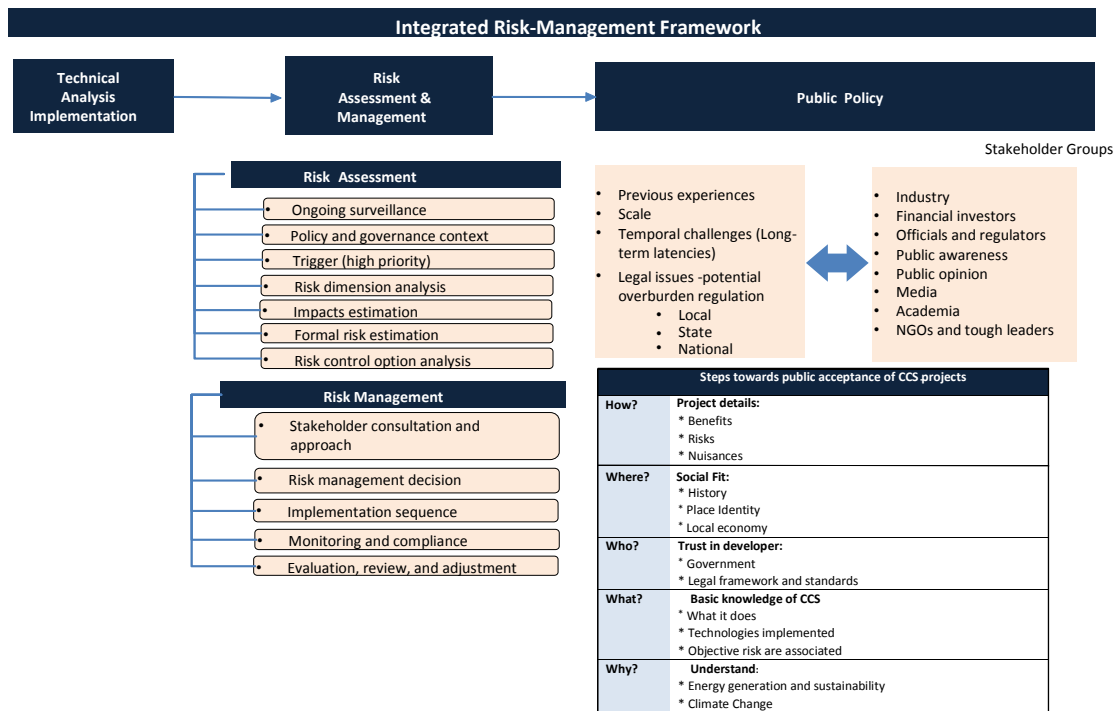 Integrated Risk-Management Framework
Technical
Analysis
Implementation
Risk
Assessment &
Management
Public Policy
Stakeholder Groups
Risk Assessment
• Ongoing surveillance
• Policy and governance context
• Trigger (high priority)
• Risk dimension analysis
• Impacts estimation
• Formal risk estimation
• Risk control option analysis
Risk Management
• Stakeholder consultation and
approach
• Risk management decision
• Implementation sequence
• Monitoring and compliance
• Evaluation, review, and adjustment
• Previous experiences
• Scale
• Temporal challenges (Long-
term latencies)
• Legal issues -potential
overburden regulation
• Local
• State
• National
• Industry
• Financial investors
• Officials and regulators
• Public awareness
• Public opinion
• Media
• Academia
• NGOs and tough leaders
Steps towards public acceptance of CCS projects
How? Project details:
* Benefits
* Risks
* Nuisances
Where? Social Fit:
* History
* Place Identity
* Local economy
Who? Trust in developer:
* Government
* Legal framework and standards
What? Basic knowledge of CCS
* What it does
* Technologies implemented
* Objective risk are associated
Why? Understand:
* Energy generation and sustainability
* Climate Change